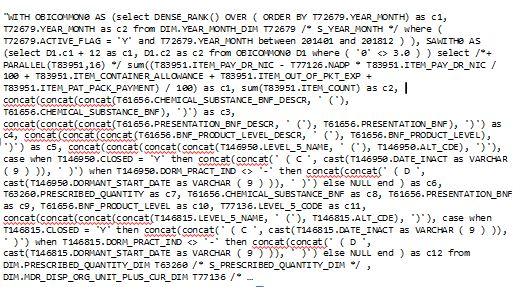 "WITH OBICOMMON0 AS (select DENSE_RANK() OVER ( ORDER BY T72679.YEAR_MONTH) as c1,
T72679.YEAR_MONTH as c2 from DIM.YEAR_MONTH_DIM T72679 /* S_YEAR_MONTH */ where (
T72679.ACTIVE_FLAG = 'Y' and T72679.YEAR_MONTH between 201401 and 201812 ) ), SAWITH0 AS
(select D1.c1 + 12 as c1, D1.c2 as c2 from OBICOMMON0 D1 where ( '0' <> 3.0 ) ) select /*+
PARALLEL(T83951,16) */ sum((T83951.ITEM_PAY_DR_NIC - T77126.NWDP * T83951.ITEM_PAY_DR_NIC /
100 + T83951.ITEM_CONTAINER_ALLOWANCE + T83951.ITEM_OUT_OF_PKT_EXP +
T83951.ITEM_PAT_PACK_PAYMENT) / 100) as c1, sum(T83951.ITEM_COUNT) as c2,
concat(concat(concat(T61656.CHEMICAL_SUBSTANCE_BNF_DESCR, ' ('),
T61656.CHEMICAL_SUBSTANCE_BNF), ')') as c3,
concat(concat(concat(T61656.PRESENTATION_BNF_DESCR, ' ('), T61656.PRESENTATION_BNF), ')') as
c4, concat(concat(concat(T61656.BNF_PRODUCT_LEVEL_DESCR, ' ('), T61656.BNF_PRODUCT_LEVEL),
')') as c5, concat(concat(concat(concat(T146950.LEVEL_5_NAME, ' ('), T146950.ALT_CDE), ')'),
case when T146950.CLOSED = 'Y' then concat(concat(' ( C ', cast(T146950.DATE_INACT as VARCHAR
( 9 ) )), ' )') when T146950.DORM_PRACT_IND <> '-' then concat(concat(' ( D ',
cast(T146950.DORMANT_START_DATE as VARCHAR ( 9 ) )), ' )') else NULL end ) as c6,
T63260.PRESCRIBED_QUANTITY as c7, T61656.CHEMICAL_SUBSTANCE_BNF as c8, T61656.PRESENTATION_BNF
as c9, T61656.BNF_PRODUCT_LEVEL as c10, T77136.LEVEL_5_CODE as c11,
concat(concat(concat(concat(T146815.LEVEL_5_NAME, ' ('), T146815.ALT_CDE), ')'), case when
T146815.CLOSED = 'Y' then concat(concat(' ( C ', cast(T146815.DATE_INACT as VARCHAR ( 9 ) )),
' )') when T146815.DORM_PRACT_IND <> '-' then concat(concat(' ( D ',
cast(T146815.DORMANT_START_DATE as VARCHAR ( 9 ) )), ' )') else NULL end ) as c12 from
DIM.PRESCRIBED_QUANTITY_DIM T63260 /* S_PRESCRIBED_QUANTITY_DIM */ ,
DIM.MDR_DISP_ORG_UNIT_PLUS_CUR_DIM T77136 /* …